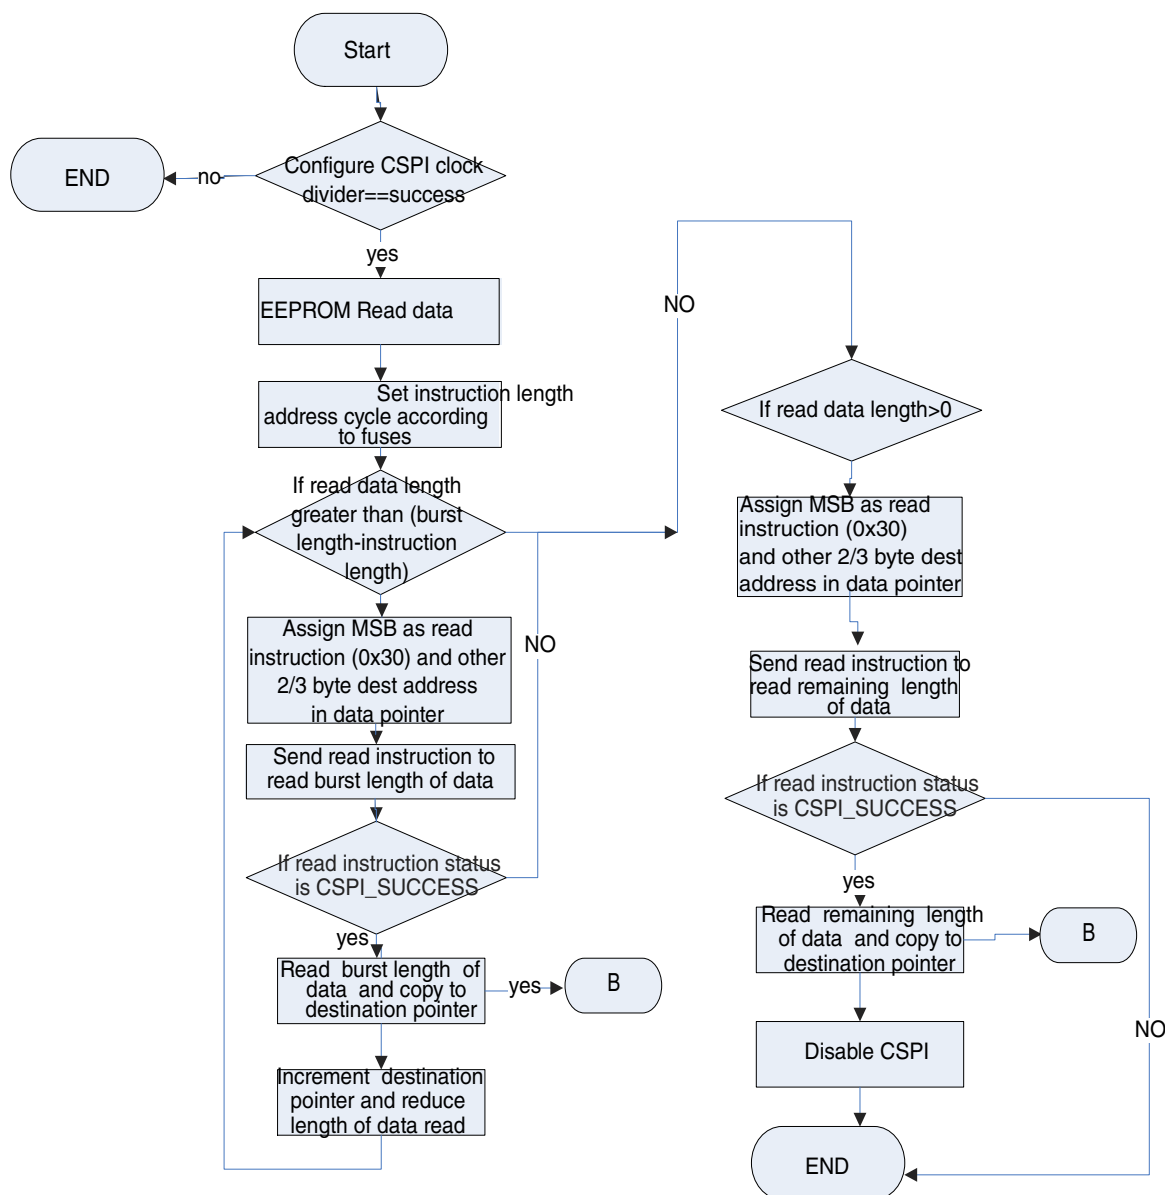 Start
Configure CSPI clock
divider==success
no
END
yes
EEPROM Read data
Set instruction length
address cycle according
to fuses
If read data length
greater than (burst
length-instruction
length)
Assign MSB as read
instruction (0x30) and other
2/3 byte dest address
in data pointer
Send read instruction to
read burst length of data
If read instruction status
is CSPI_SUCCESS
NO
yes
Read burst length of
data and copy to
destination pointer
yes
B
Increment destination
pointer and reduce
length of data read
NO
If read data length>0
Assign MSB as read
instruction (0x30)
and other 2/3 byte dest
address in data pointer
Send read instruction to
read remaining length
of data
If read instruction status
is CSPI_SUCCESS
yes
Read remaining length
of data and copy to
destination pointer
B
Disable CSPI
NO
END